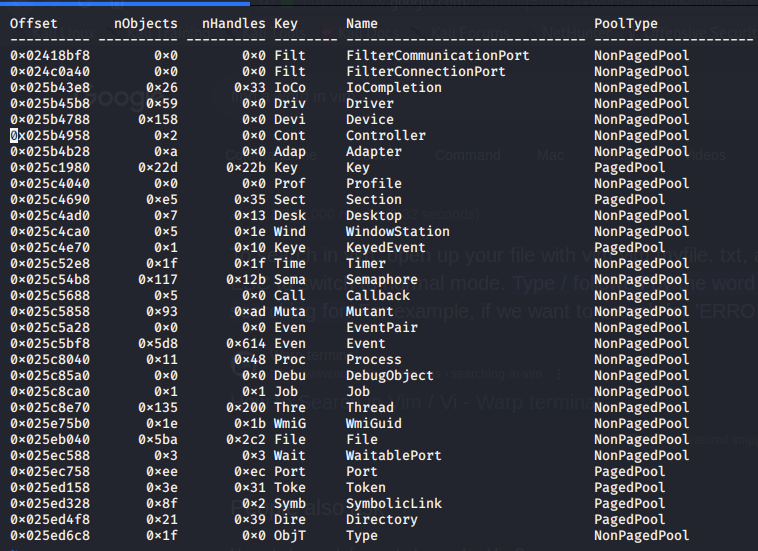 Offset nObjects nHandles Key Name PoolType
---------- ---------- ---------- -------- ------------------------------ --------------------
0x02418bf8 0x0 0x0 Filt FilterCommunicationPort NonPagedPool
0x024c0a40 0x0 0x0 Filt FilterConnectionPort NonPagedPool
0x025b43e8 0x26 0x33 IoCo IoCompletion NonPagedPool
0x025b45b8 0x59 0x0 Driv Driver NonPagedPool
0x025b4788 0x158 0x0 Devi Device NonPagedPool
0x025b4958 0x2 0x0 Cont Controller NonPagedPool
0x025b4b28 0xa 0x0 Adap Adapter NonPagedPool
0x025c1980 0x22d 0x22b Key Key PagedPool
0x025c4040 0x0 0x0 Prof Profile NonPagedPool
0x025c4690 0xe5 0x35 Sect Section PagedPool
0x025c4ad0 0x7 0x13 Desk Desktop NonPagedPool
0x025c4ca0 0x5 0x1e Wind WindowStation NonPagedPool
0x025c4e70 0x1 0x10 Keye KeyedEvent PagedPool
0x025c52e8 0x1f 0x1f Time Timer NonPagedPool
0x025c54b8 0x117 0x12b Sema Semaphore NonPagedPool
0x025c5688 0x5 0x0 Call Callback NonPagedPool
0x025c5858 0x93 0xad Muta Mutant NonPagedPool
0x025c5a28 0x0 0x0 Even EventPair NonPagedPool
0x025c5bf8 0x5d8 0x614 Even Event NonPagedPool
0x025c8040 0x11 0x48 Proc Process NonPagedPool
0x025c85a0 0x0 0x0 Debu DebugObject NonPagedPool
0x025c8ca0 0x1 0x1 Job Job NonPagedPool
0x025c8e70 0x135 0x200 Thre Thread NonPagedPool
0x025e75b0 0x1e 0x1b WmiG WmiGuid NonPagedPool
0x025eb040 0x5ba 0x2c2 File File NonPagedPool
0x025ec588 0x3 0x3 Wait WaitablePort NonPagedPool
0x025ec758 0xee 0xec Port Port PagedPool
0x025ed158 0x3e 0x31 Toke Token PagedPool
0x025ed328 0x8f 0x2 Symb SymbolicLink PagedPool
0x025ed4f8 0x21 0x39 Dire Directory PagedPool
0x025ed6c8 0x1f 0x0 ObjT Type NonPagedPool